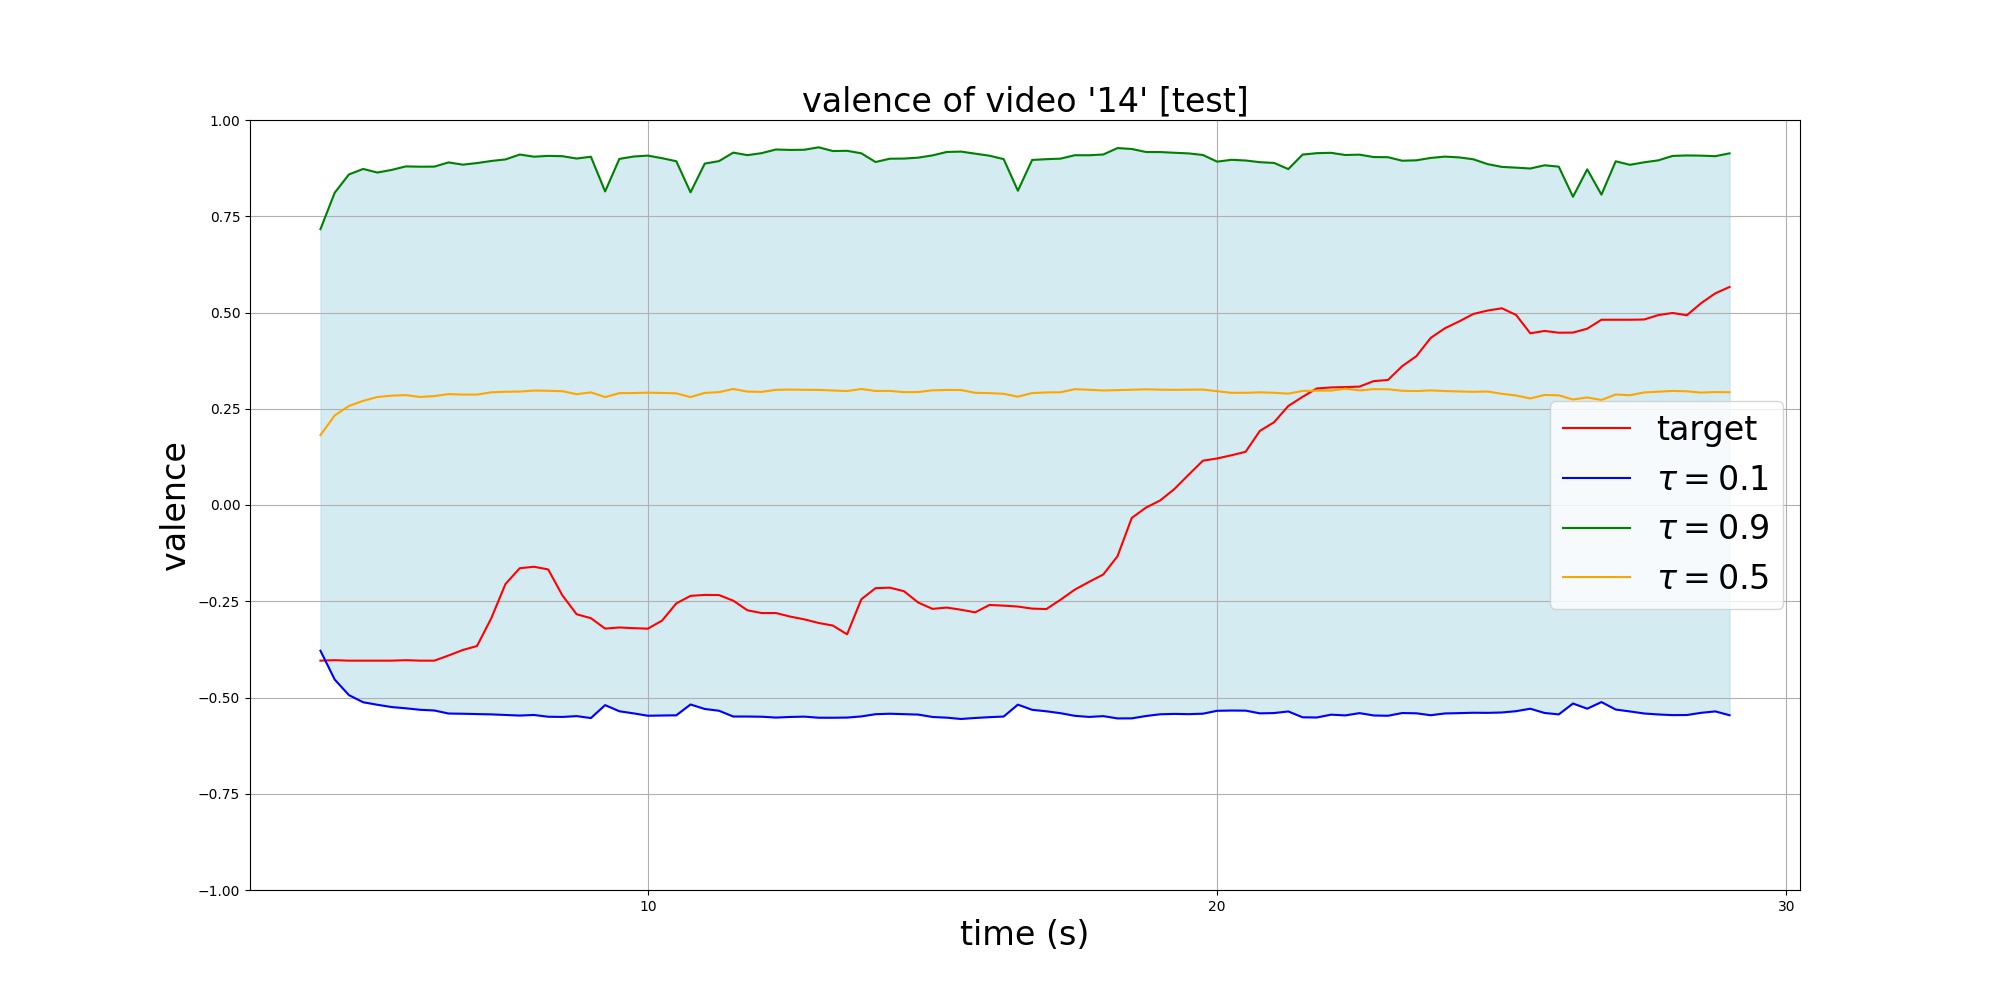 valence of video '14' [test]
1.00
0.75
0.50
0.25
0.00
−0.25
−0.50
−0.75
−1.00
valence
target
τ = 0.1
τ = 0.9
τ = 0.5
10 20 30
time (s)